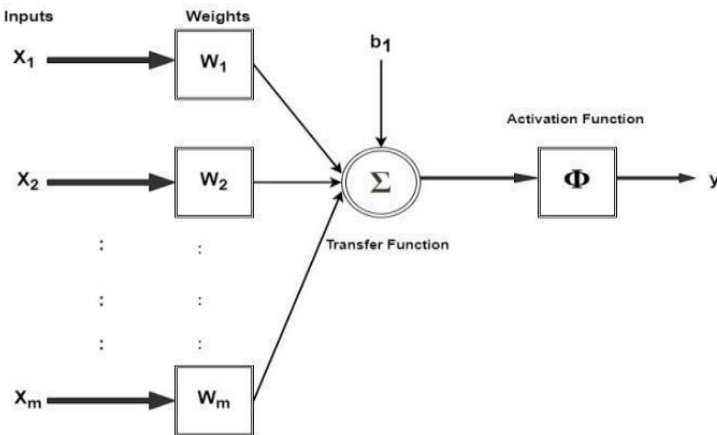 Inputs
Weights
X1
W1
b1
Activation Function
X2
W2
Σ
Φ
y
Transfer Function
:
:
:
:
:
:
Xm
Wm